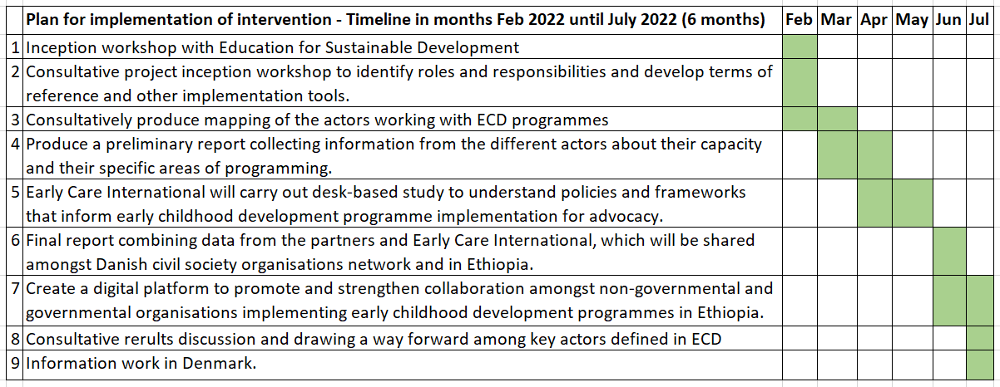 Plan for implementation of intervention - Timeline in months Feb 2022 until July 2022 (6 months) Feb Mar Apr May Jun Jul
1 Inception workshop with Education for Sustainable Development
2 Consultative project inception workshop to identify roles and responsibilities and develop terms of
reference and other implementation tools.
3 Consultatively produce mapping of the actors working with ECD programmes
4 Produce a preliminary report collecting information from the different actors about their capacity
and their specific areas of programming.
5 Early Care International will carry out desk-based study to understand policies and frameworks
that inform early childhood development programme implementation for advocacy.
6 Final report combining data from the partners and Early Care International, which will be shared
amongst Danish civil society organisations network and in Ethiopia.
7 Create a digital platform to promote and strengthen collaboration amongst non-governmental and
governmental organisations implementing early childhood development programmes in Ethiopia.
8 Consultative rerults discussion and drawing a way forward among key actors defined in ECD
9 Information work in Denmark.